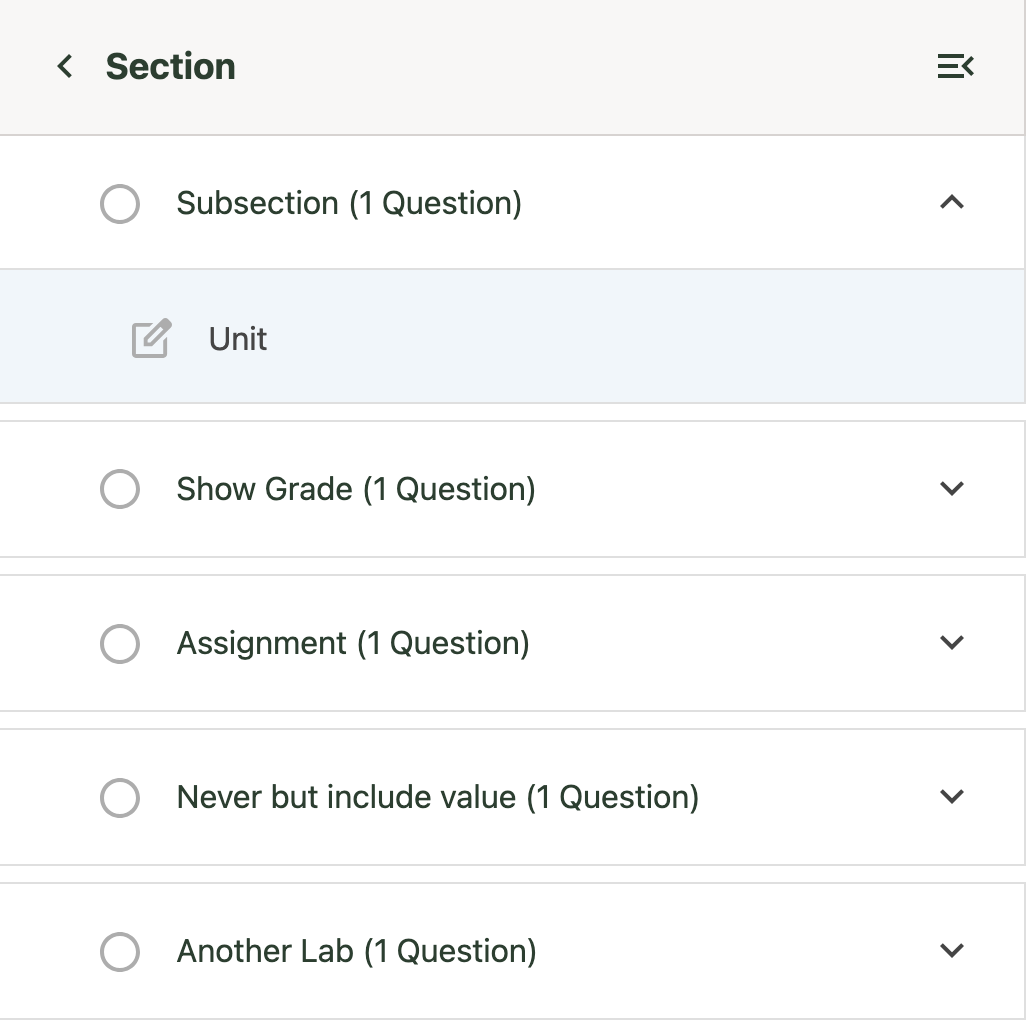 Section
Subsection (1 Question)
Unit
Show Grade (1 Question)
Assignment (1 Question)
Never but include value (1 Question)
Another Lab (1 Question)